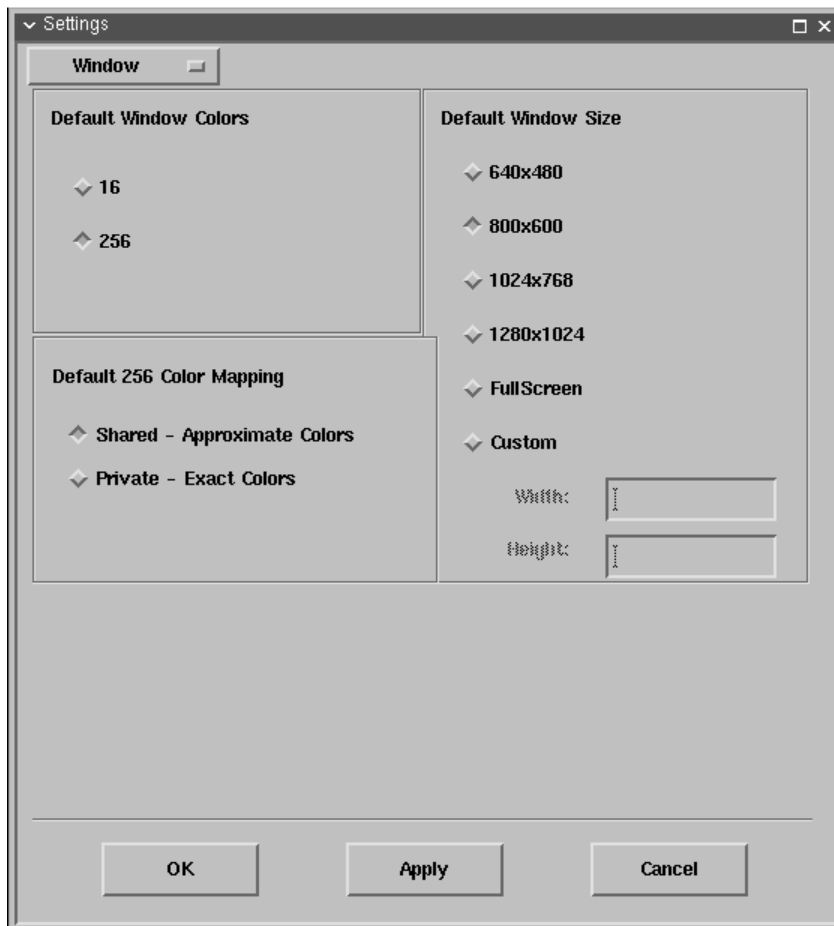 Settings
Window
Default Window Colors
16
256
Default 256 Color Mapping
Shared - Approximate Colors
Private - Exact Colors
Default Window Size
640x480
800x600
1024x768
1280x1024
FullScreen
Custom
Width:
Height:
OK
Apply
Cancel